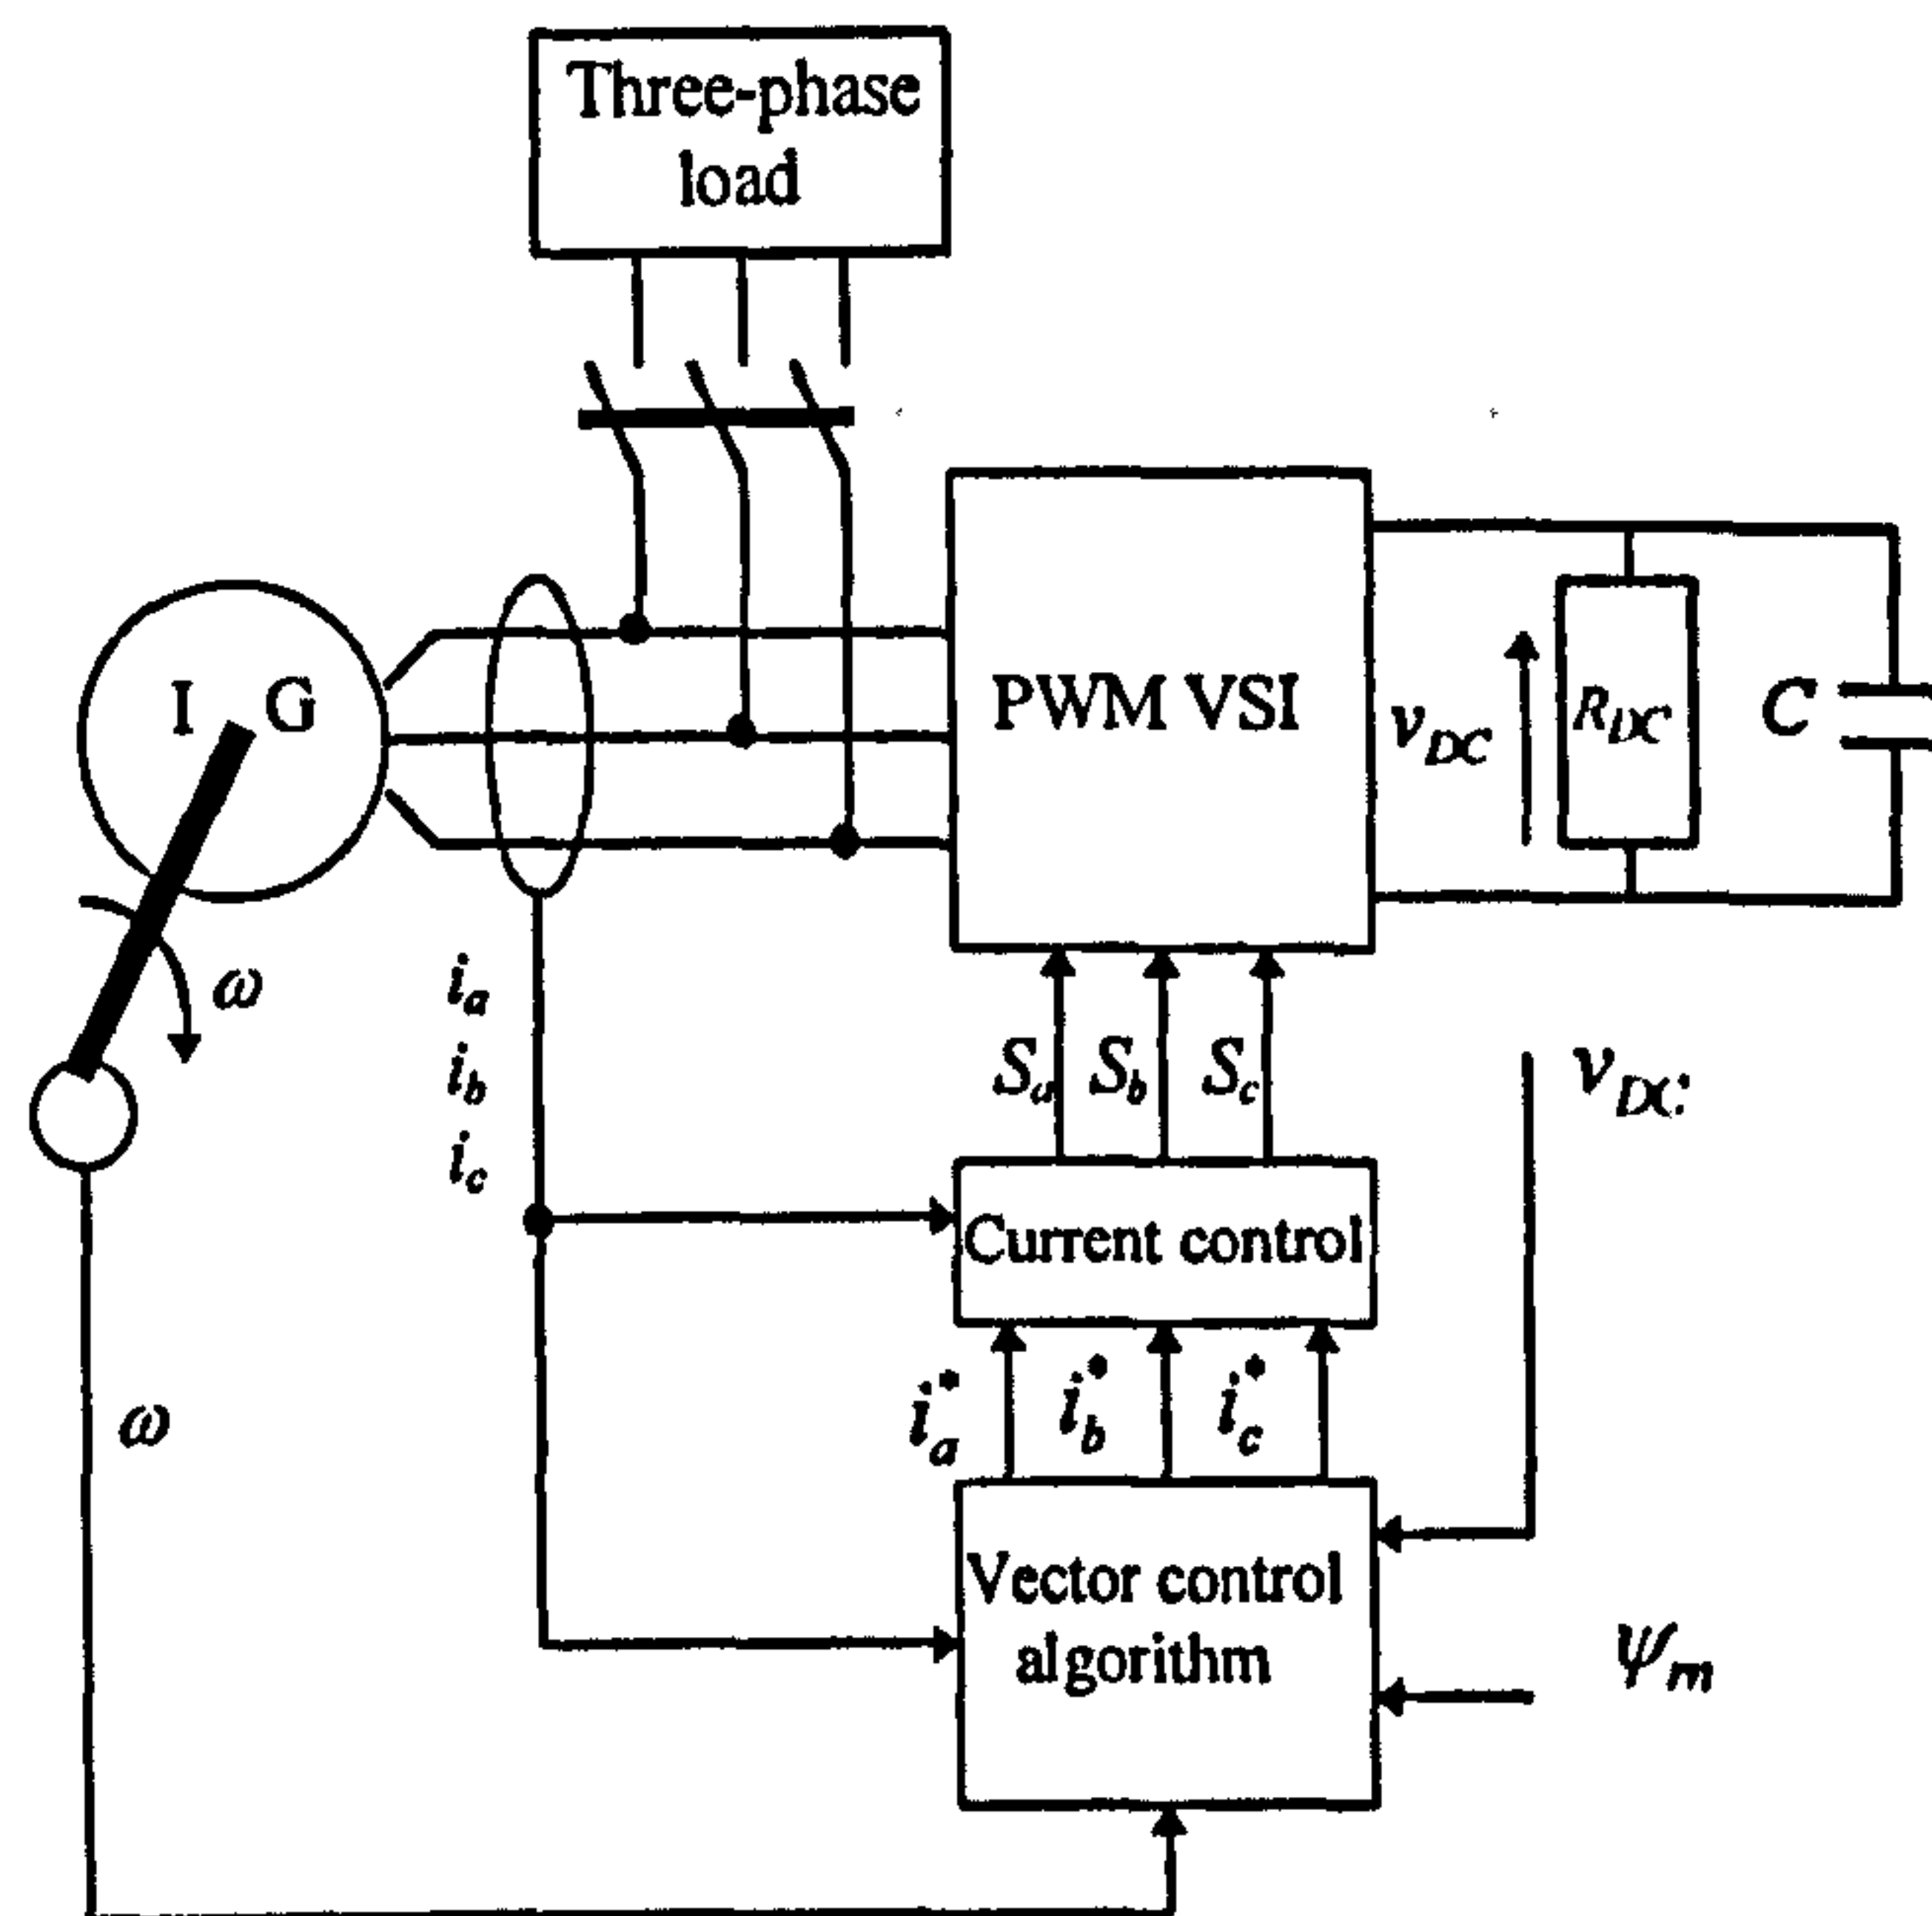 Three-phase
load
I G
PWM VSI
v_DC
R_DC
C
ω
i_a
i_b
i_c
S_a S_b S_c
v_DC
Current control
i_a^* i_b^* i_c^*
ω
Vector control
algorithm
ψ_m